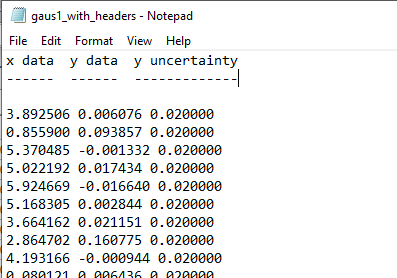 gaus1_with_headers - Notepad
File Edit Format View Help
x data  y data  y uncertainty
------  ------  -------------
3.892506 0.006076 0.020000
0.855900 0.093857 0.020000
5.370485 -0.001332 0.020000
5.022192 0.017434 0.020000
5.924669 -0.016640 0.020000
5.168305 0.002844 0.020000
3.664162 0.021151 0.020000
2.864702 0.160775 0.020000
4.193166 -0.000944 0.020000
0.080121 0.006436 0.020000